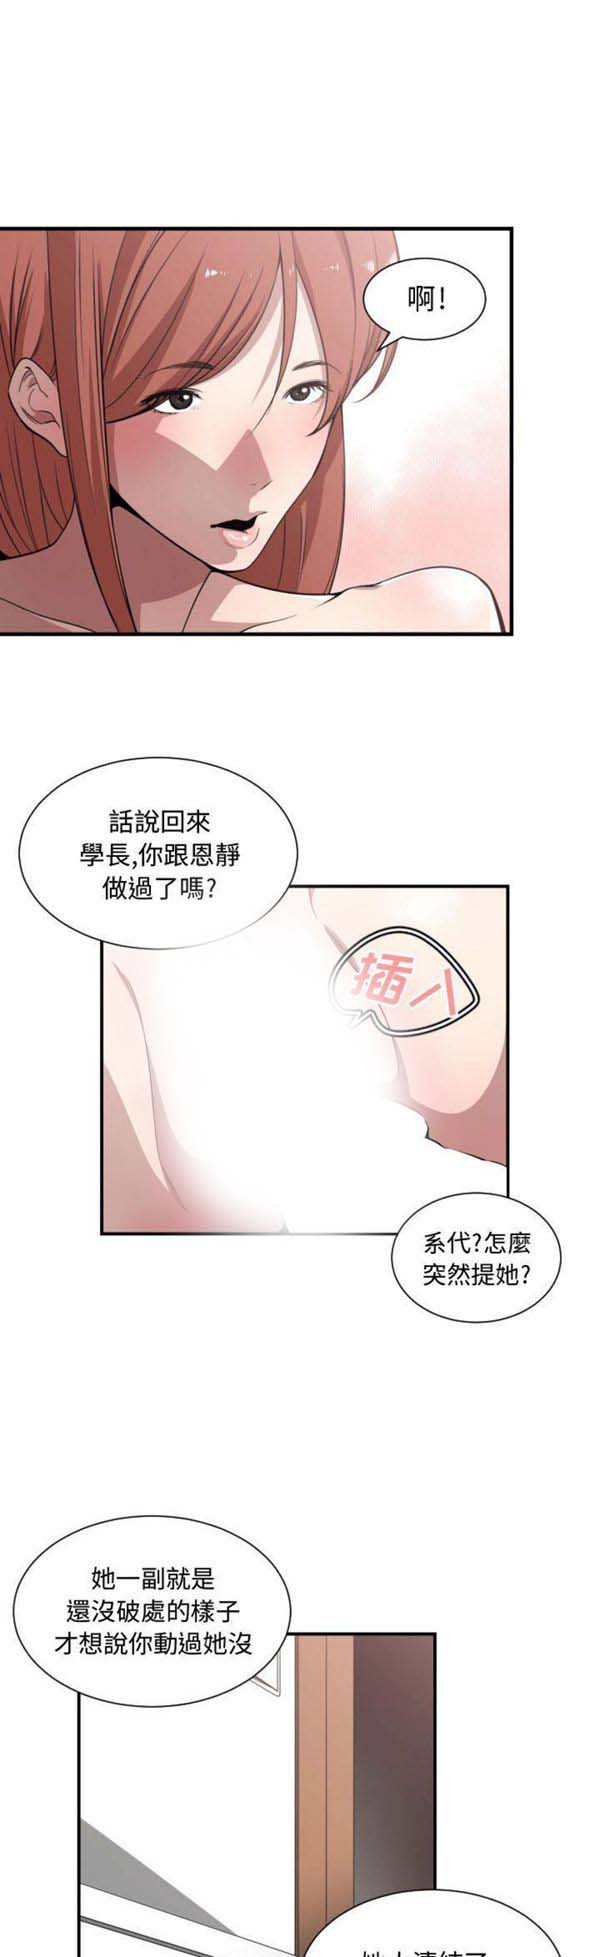 啊!
話說回來
學長,你跟恩靜
做過了嗎?
插入
系代?怎麼
突然提她?
她一副就是
還沒破處的樣子
才想說你動過她沒